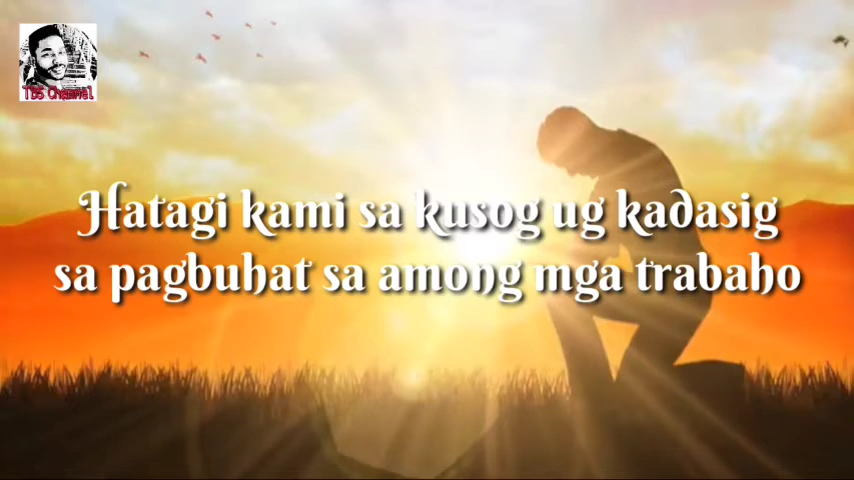 TBS Channel
Hatagi kami sa kusog ug kadasig
sa pagbuhat sa among mga trabaho